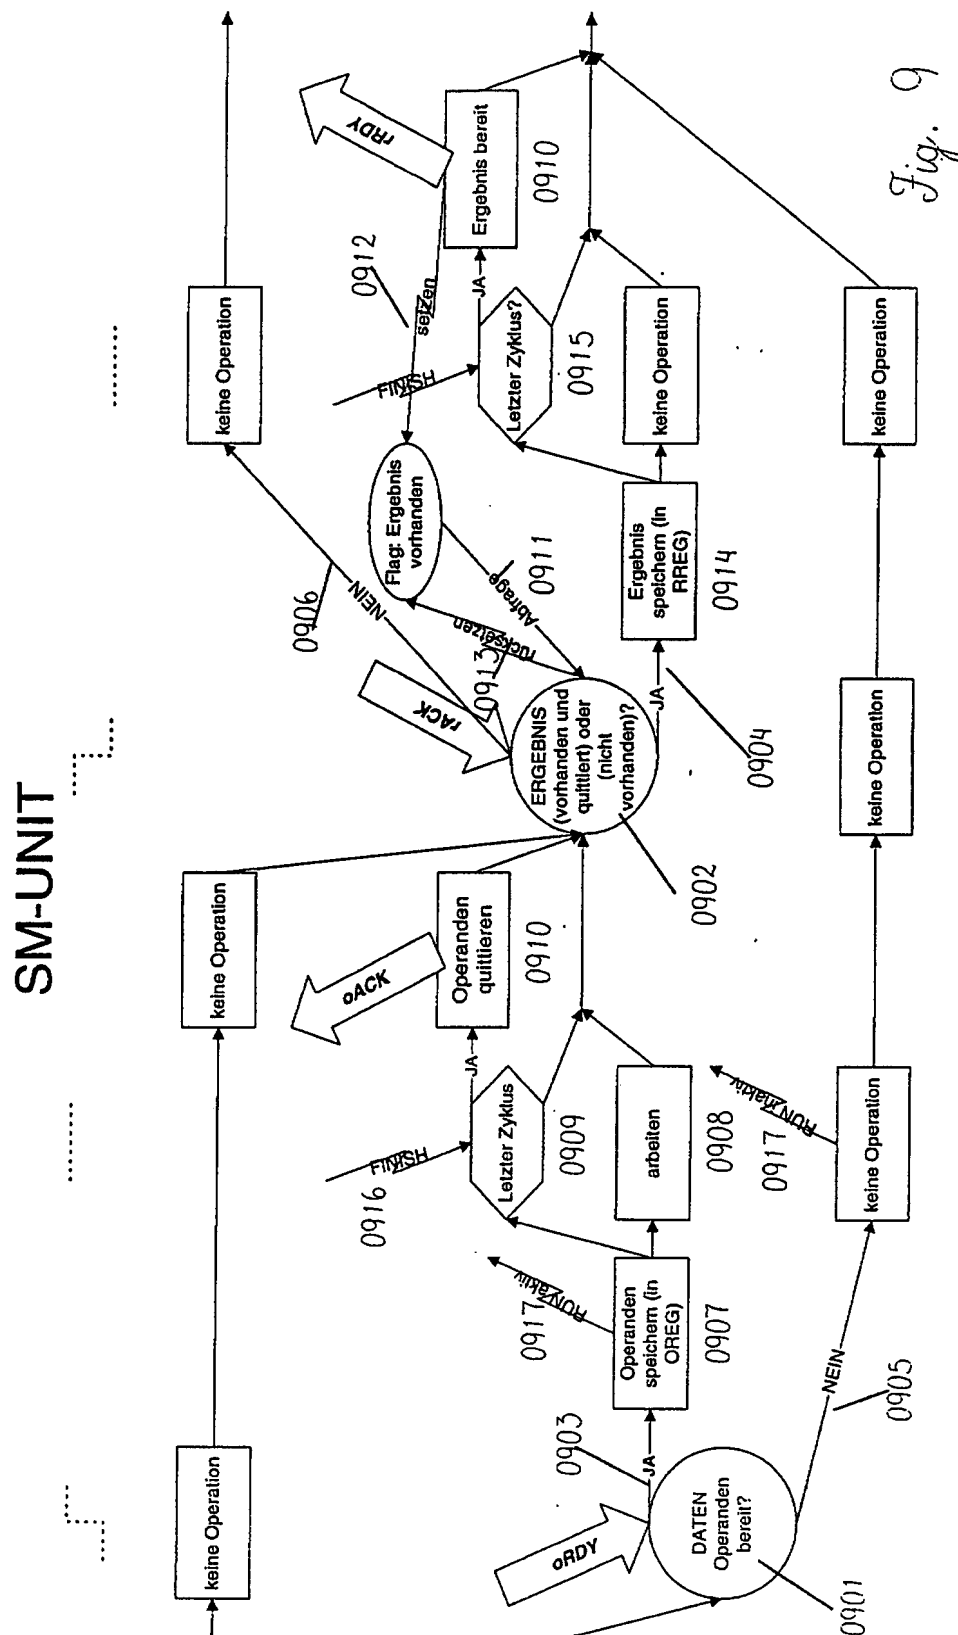 SM-UNIT
keine Operation
keine Operation
keine Operation
0906
NEIN
rACK
oACK
rRDY
0912
setzen
FINISH
Flag: Ergebnis
vorhanden
Abfrage
0911
rücksetzen
0913
0916
FINISH
Letzter Zyklus
0909
JA
Operanden
quittieren
0910
Letzter Zyklus?
0915
JA
Ergebnis bereit
0910
oRDY
DATEN
Operanden
bereit?
0901
0903
JA
Operanden
speichern (in
OREG)
0907
0917
RUN aktiv
arbeiten
0908
ERGEBNIS
(vorhanden und
quittiert) oder
(nicht
vorhanden)?
0902
JA
0904
Ergebnis
speichern (in
RREG)
0914
keine Operation
NEIN
0905
keine Operation
0917
RUN inaktiv
keine Operation
keine Operation
Fig. 9